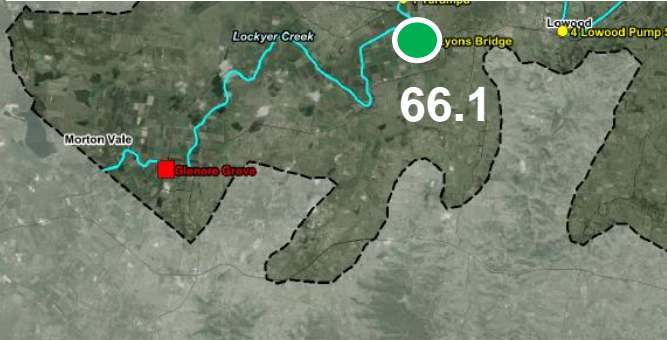 Lowood
4 Lowood Pump S
Lockyer Creek
Lyons Bridge
66.1
Morton Vale
Glenore Grove